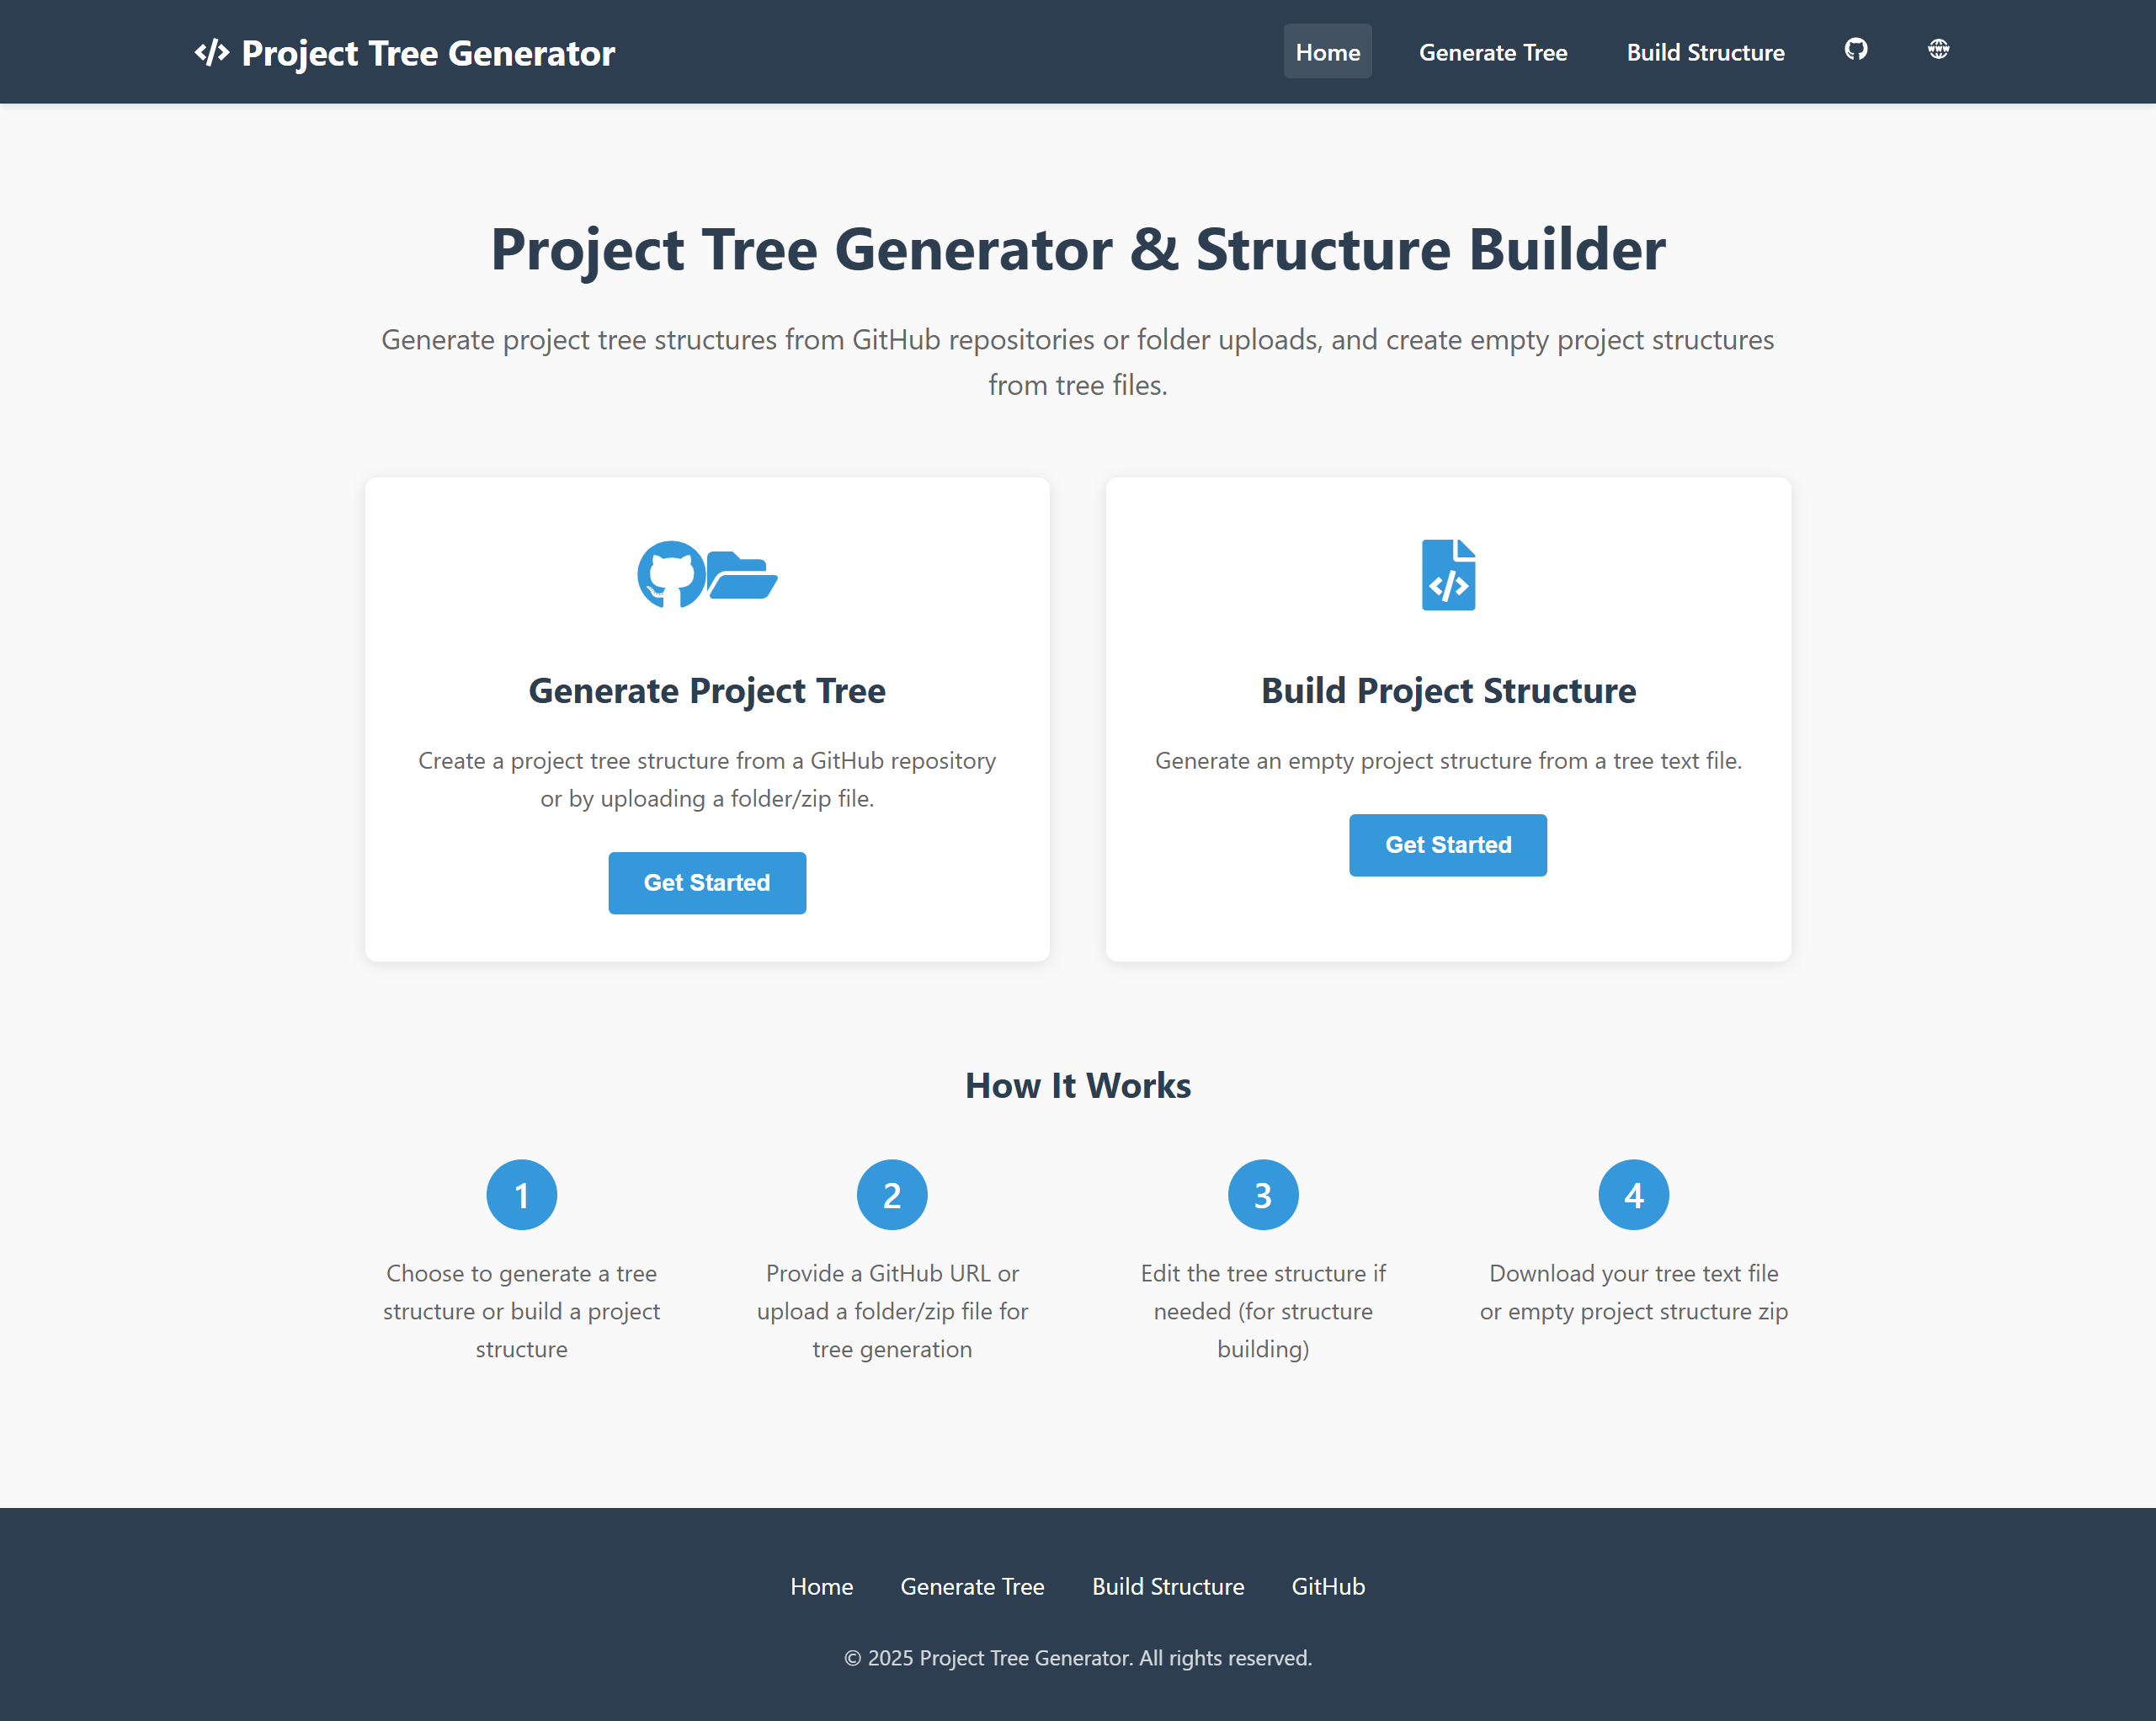 </> Project Tree Generator
Home
Generate Tree
Build Structure
Project Tree Generator & Structure Builder
Generate project tree structures from GitHub repositories or folder uploads, and create empty project structures
from tree files.
Generate Project Tree
Create a project tree structure from a GitHub repository
or by uploading a folder/zip file.
Get Started
Build Project Structure
Generate an empty project structure from a tree text file.
Get Started
How It Works
1
Choose to generate a tree
structure or build a project
structure
2
Provide a GitHub URL or
upload a folder/zip file for
tree generation
3
Edit the tree structure if
needed (for structure
building)
4
Download your tree text file
or empty project structure zip
Home
Generate Tree
Build Structure
GitHub
© 2025 Project Tree Generator. All rights reserved.